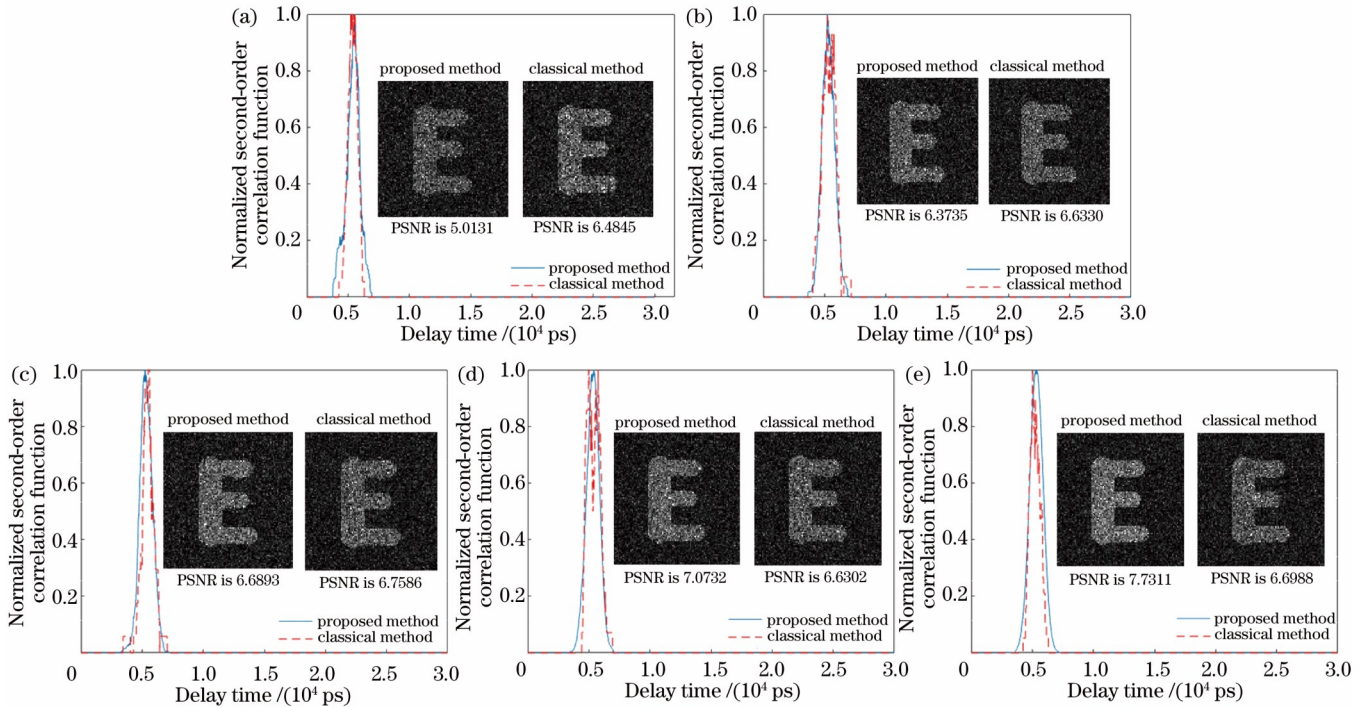 (a)
Normalized second-order
correlation function
1.0
0.8
0.6
0.4
0.2
proposed method
classical method
E
E
PSNR is 5.0131
PSNR is 6.4845
proposed method
classical method
0
0.5
1.0
1.5
2.0
2.5
3.0
Delay time /(10⁴ ps)
(b)
Normalized second-order
correlation function
1.0
0.8
0.6
0.4
0.2
proposed method
classical method
E
E
PSNR is 6.3735
PSNR is 6.6330
proposed method
classical method
0
0.5
1.0
1.5
2.0
2.5
3.0
Delay time /(10⁴ ps)
(c)
Normalized second-order
correlation function
1.0
0.8
0.6
0.4
0.2
proposed method
classical method
E
E
PSNR is 6.6893
PSNR is 6.7586
proposed method
classical method
0.5
1.0
1.5
2.0
2.5
3.0
Delay time /(10⁴ ps)
(d)
Normalized second-order
correlation function
1.0
0.8
0.6
0.4
0.2
proposed method
classical method
E
E
PSNR is 7.0732
PSNR is 6.6302
proposed method
classical method
0.5
1.0
1.5
2.0
2.5
3.0
Delay time /(10⁴ ps)
(e)
Normalized second-order
correlation function
1.0
0.8
0.6
0.4
0.2
proposed method
classical method
E
E
PSNR is 7.7311
PSNR is 6.6988
proposed method
classical method
0.5
1.0
1.5
2.0
2.5
3.0
Delay time /(10⁴ ps)